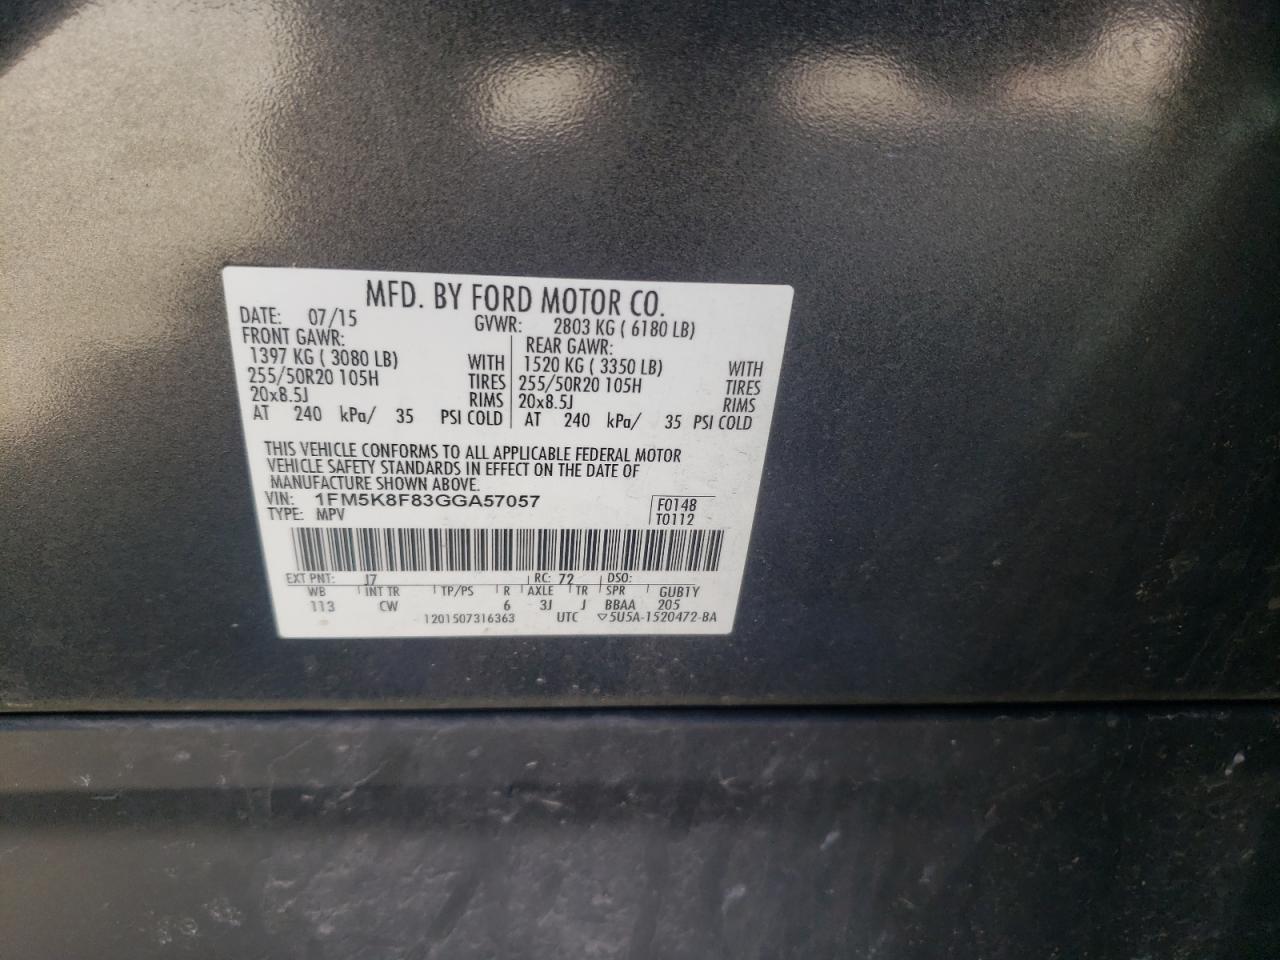 MFD. BY FORD MOTOR CO.
DATE: 07/15 GVWR: 2803 KG ( 6180 LB)
FRONT GAWR: REAR GAWR:
1397 KG ( 3080 LB) WITH 1520 KG ( 3350 LB) WITH
255/50R20 105H TIRES 255/50R20 105H TIRES
20x8.5J RIMS 20x8.5J RIMS
AT 240 kPa/ 35 PSI COLD AT 240 kPa/ 35 PSI COLD
THIS VEHICLE CONFORMS TO ALL APPLICABLE FEDERAL MOTOR
VEHICLE SAFETY STANDARDS IN EFFECT ON THE DATE OF
MANUFACTURE SHOWN ABOVE.
VIN: 1FM5K8F83GGA57057 F0148
TYPE: MPV T0112
EXT PNT: J7 RC: 72 DSO:
WB INT TR TP/PS R AXLE TR SPR GUB1Y
113 CW 6 3J J BBAA 205
1201507316363 UTC ▽5U5A-1520472-BA